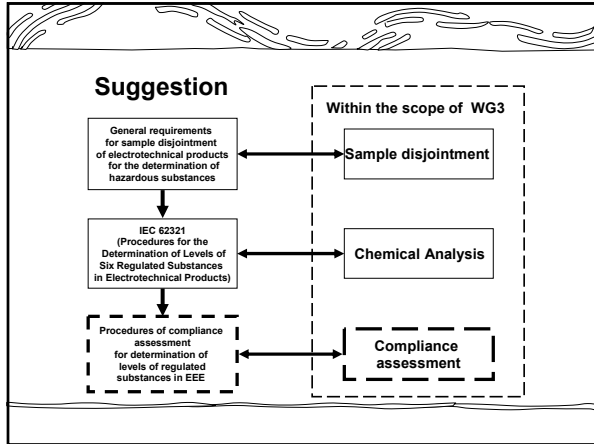 Suggestion
Within the scope of WG3
General requirements
for sample disjointment
of electrotechnical products
for the determination of
hazardous substances
Sample disjointment
IEC 62321
(Procedures for the
Determination of Levels of
Six Regulated Substances
in Electrotechnical Products)
Chemical Analysis
Procedures of compliance
assessment
for determination of
levels of regulated
substances in EEE
Compliance
assessment